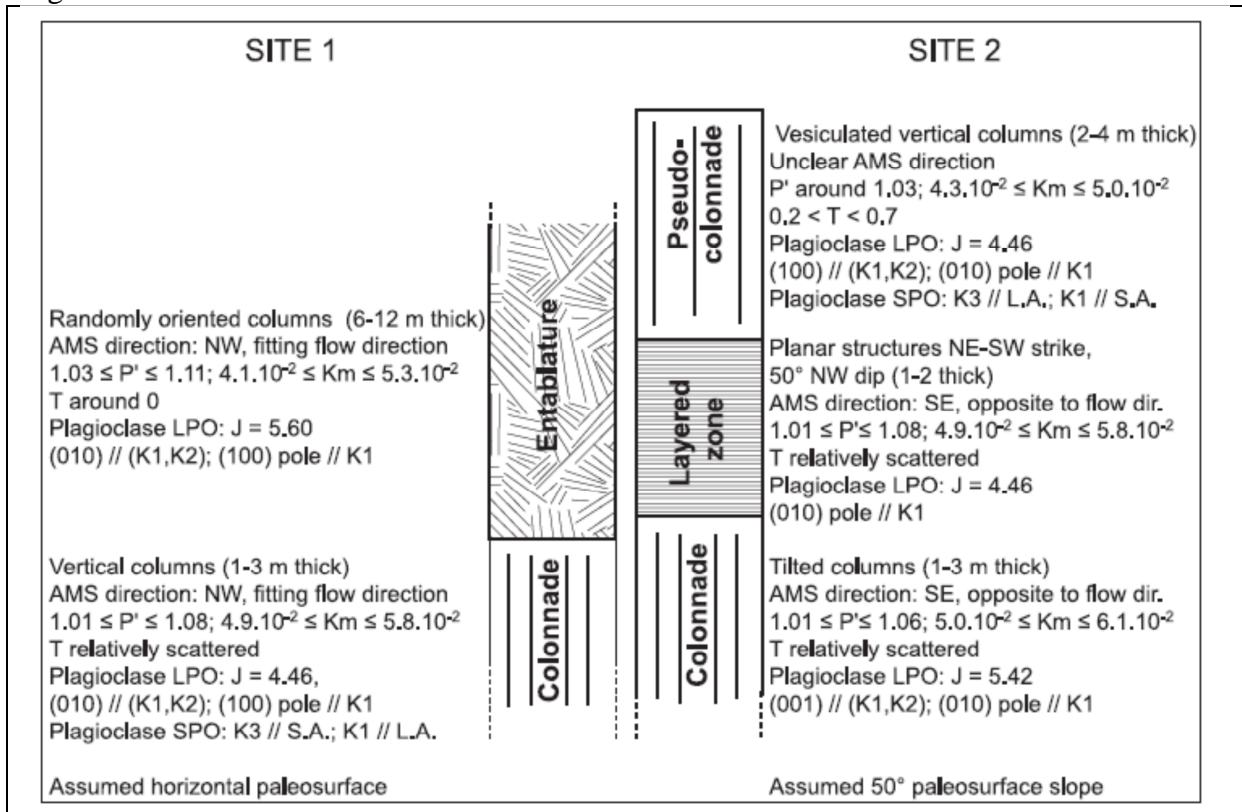 SITE 1
Randomly oriented columns (6-12 m thick)
AMS direction: NW, fitting flow direction
1.03 ≤ P' ≤ 1.11; 4.1.10⁻² ≤ Km ≤ 5.3.10⁻²
T around 0
Plagioclase LPO: J = 5.60
(010) // (K1,K2); (100) pole // K1
Vertical columns (1-3 m thick)
AMS direction: NW, fitting flow direction
1.01 ≤ P' ≤ 1.08; 4.9.10⁻² ≤ Km ≤ 5.8.10⁻²
T relatively scattered
Plagioclase LPO: J = 4.46,
(010) // (K1,K2); (100) pole // K1
Plagioclase SPO: K3 // S.A.; K1 // L.A.
Assumed horizontal paleosurface
Entablature
Colonnade
Pseudo-
colonnade
Layered
zone
Colonnade
SITE 2
Vesiculated vertical columns (2-4 m thick)
Unclear AMS direction
P' around 1.03; 4.3.10⁻² ≤ Km ≤ 5.0.10⁻²
0.2 < T < 0.7
Plagioclase LPO: J = 4.46
(100) // (K1,K2); (010) pole // K1
Plagioclase SPO: K3 // L.A.; K1 // S.A.
Planar structures NE-SW strike,
50° NW dip (1-2 thick)
AMS direction: SE, opposite to flow dir.
1.01 ≤ P'≤ 1.08; 4.9.10⁻² ≤ Km ≤ 5.8.10⁻²
T relatively scattered
Plagioclase LPO: J = 4.46
(010) pole // K1
Tilted columns (1-3 m thick)
AMS direction: SE, opposite to flow dir.
1.01 ≤ P'≤ 1.06; 5.0.10⁻² ≤ Km ≤ 6.1.10⁻²
T relatively scattered
Plagioclase LPO: J = 5.42
(001) // (K1,K2); (010) pole // K1
Assumed 50° paleosurface slope